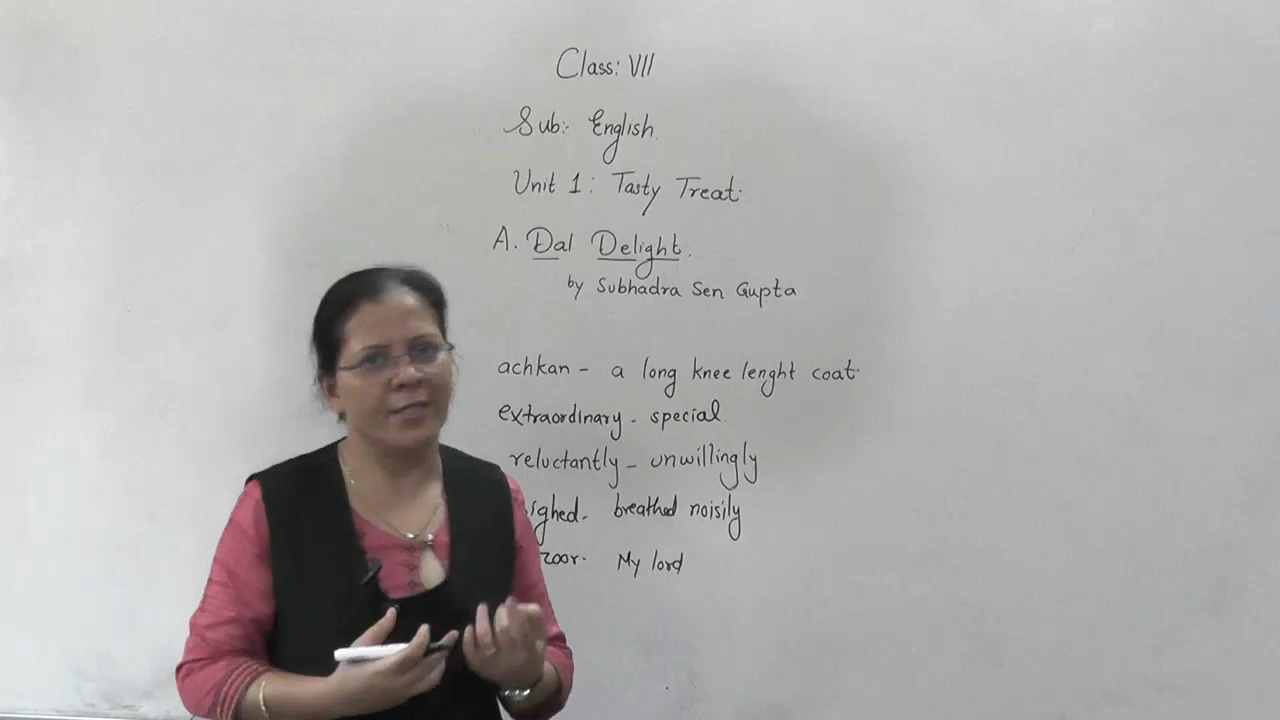 Class: VII
Sub:- English.
Unit 1: Tasty Treat.
A. Dal Delight.
by Subhadra Sen Gupta
achkan - a long knee lenght coat.
extraordinary - special
reluctantly - unwillingly
ighed - breathed noisily
zoor. My lord